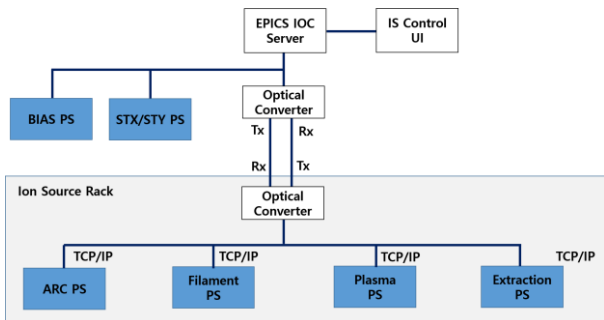 EPICS IOC
Server
IS Control
UI
BIAS PS
STX/STY PS
Optical
Converter
Tx
Rx
Rx
Tx
Ion Source Rack
Optical
Converter
TCP/IP
TCP/IP
TCP/IP
TCP/IP
ARC PS
Filament
PS
Plasma
PS
Extraction
PS